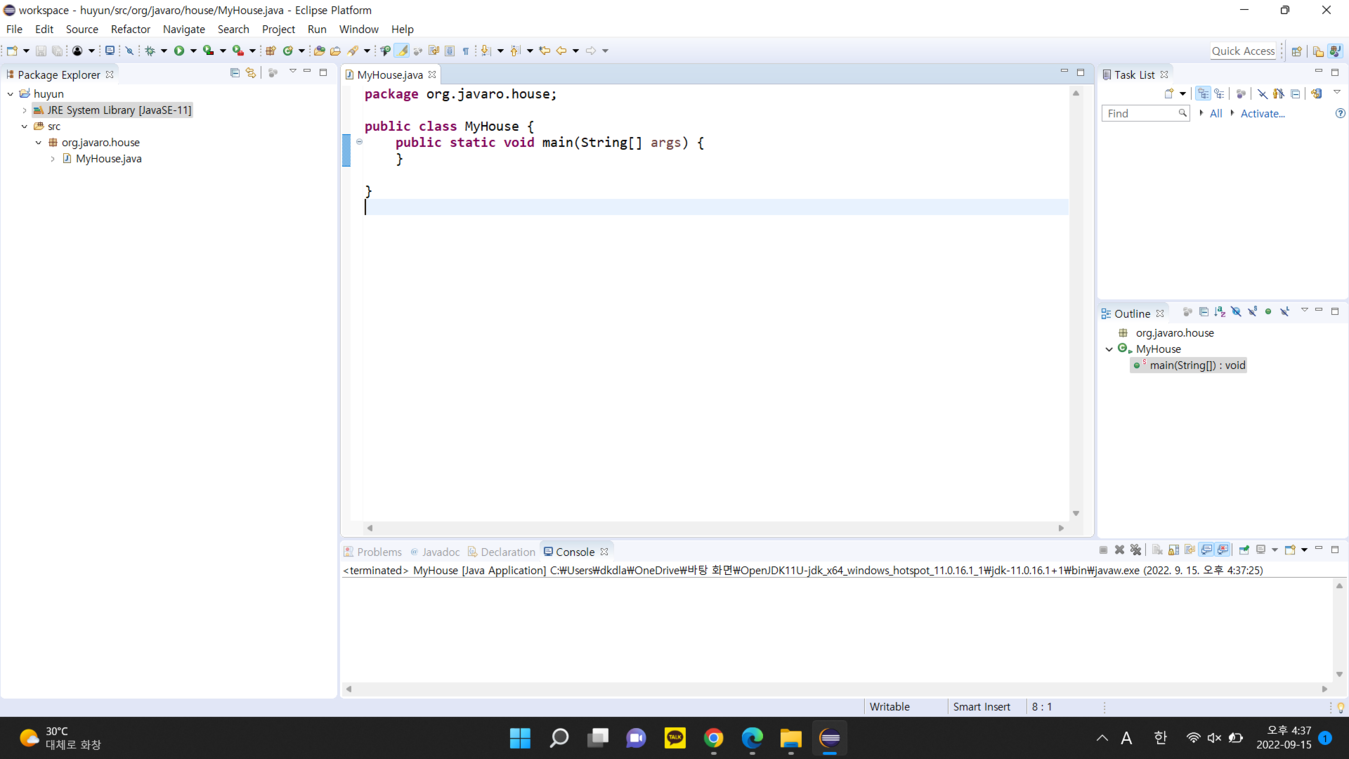 workspace - huyun/src/org/javaro/house/MyHouse.java - Eclipse Platform
File Edit Source Refactor Navigate Search Project Run Window Help
Quick Access
Package Explorer
huyun
JRE System Library [JavaSE-11]
src
org.javaro.house
MyHouse.java
MyHouse.java
package org.javaro.house;
public class MyHouse {
public static void main(String[] args) {
}
}
Task List
Find
All
Activate...
Outline
org.javaro.house
MyHouse
main(String[]) : void
Problems Javadoc Declaration Console
<terminated> MyHouse [Java Application] C:₩Users₩dkdla₩OneDrive₩바탕 화면₩OpenJDK11U-jdk_x64_windows_hotspot_11.0.16.1_1₩jdk-11.0.16.1+1₩bin₩javaw.exe (2022. 9. 15. 오후 4:37:25)
Writable Smart Insert 8 : 1
30°C
대체로 화창
TALK
A 한
오후 4:37
2022-09-15
1